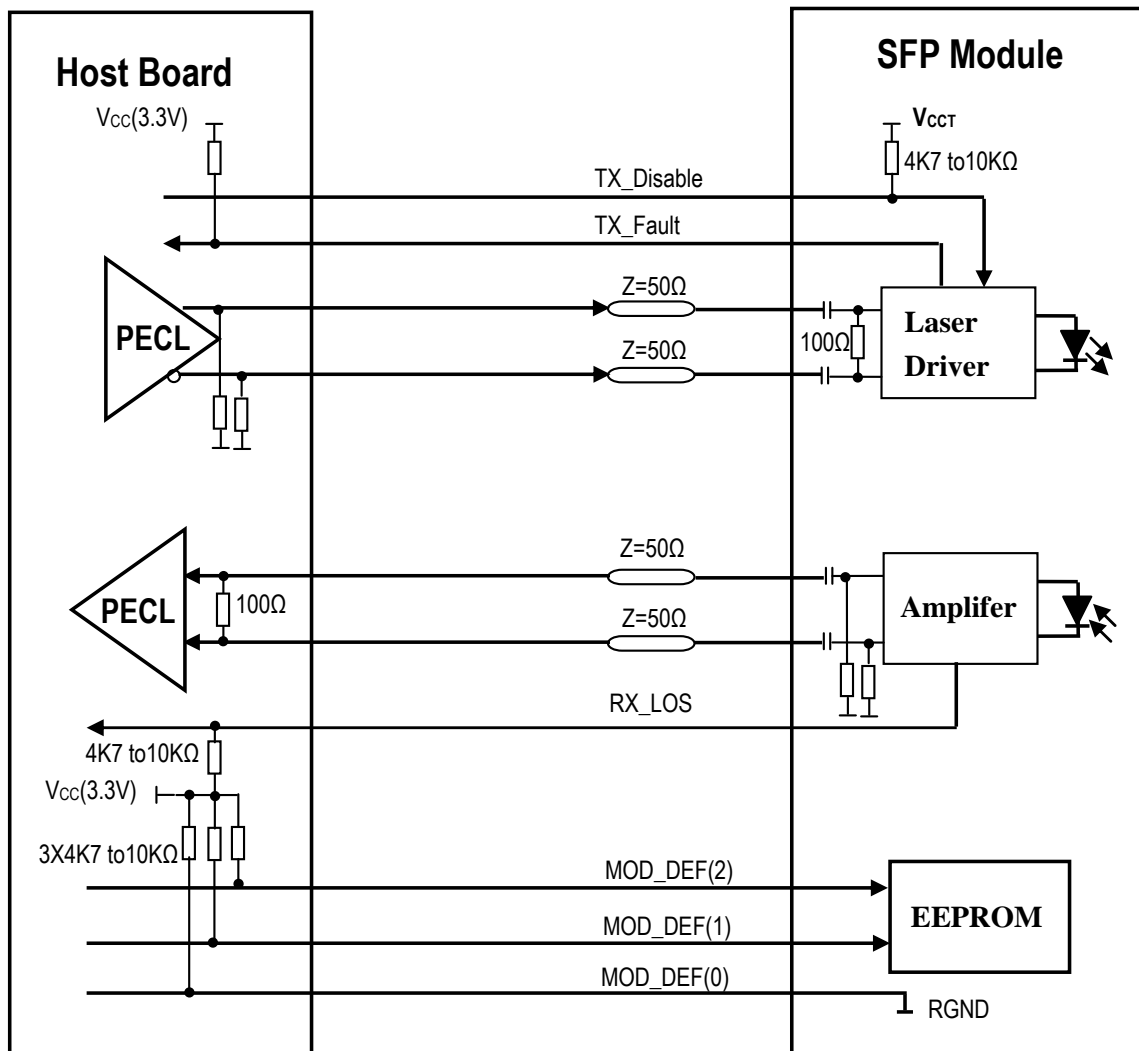 Host Board
SFP Module
VCC(3.3V)
VCCT
4K7 to10KΩ
TX_Disable
TX_Fault
Z=50Ω
PECL
100Ω
Laser
Driver
Z=50Ω
Z=50Ω
PECL
100Ω
Amplifer
Z=50Ω
RX_LOS
4K7 to10KΩ
VCC(3.3V)
3X4K7 to10KΩ
MOD_DEF(2)
EEPROM
MOD_DEF(1)
MOD_DEF(0)
RGND